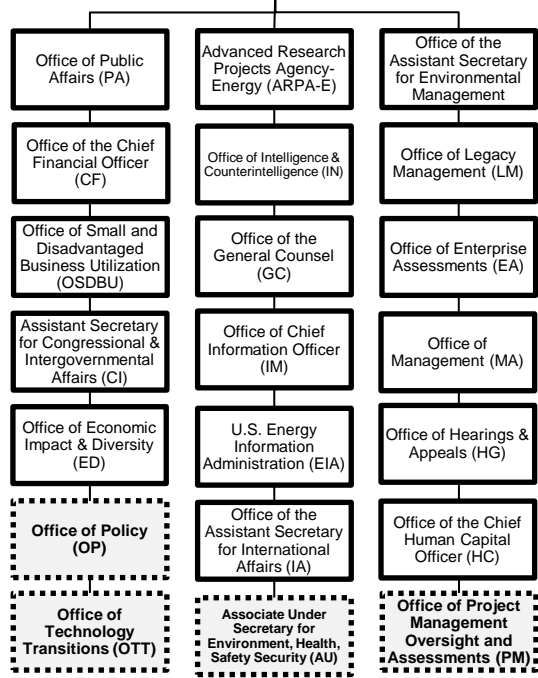 Office of Public
Affairs (PA)
Office of the Chief
Financial Officer
(CF)
Office of Small and
Disadvantaged
Business Utilization
(OSDBU)
Assistant Secretary
for Congressional &
Intergovernmental
Affairs (CI)
Office of Economic
Impact & Diversity
(ED)
Office of Policy
(OP)
Office of
Technology
Transitions (OTT)
Advanced Research
Projects Agency-
Energy (ARPA-E)
Office of Intelligence &
Counterintelligence (IN)
Office of the
General Counsel
(GC)
Office of Chief
Information Officer
(IM)
U.S. Energy
Information
Administration (EIA)
Office of the
Assistant Secretary
for International
Affairs (IA)
Associate Under
Secretary for
Environment, Health,
Safety Security (AU)
Office of the
Assistant Secretary
for Environmental
Management
Office of Legacy
Management (LM)
Office of Enterprise
Assessments (EA)
Office of
Management (MA)
Office of Hearings &
Appeals (HG)
Office of the Chief
Human Capital
Officer (HC)
Office of Project
Management
Oversight and
Assessments (PM)